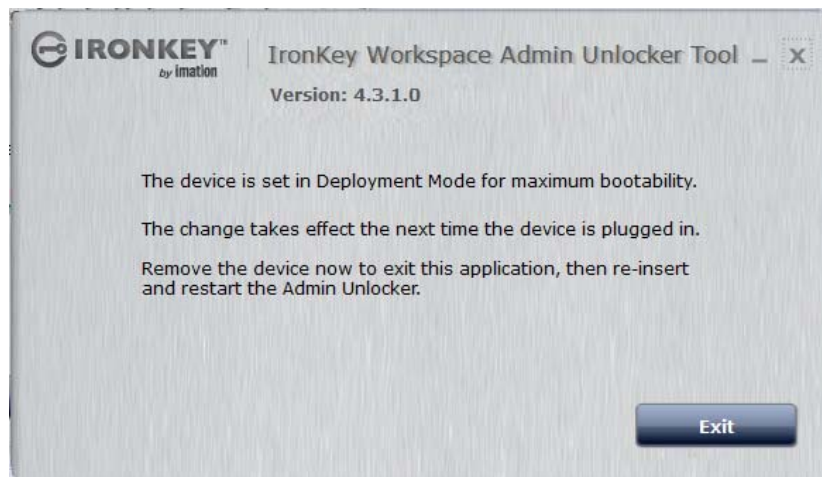 IRONKEY™
by imation
IronKey Workspace Admin Unlocker Tool
Version: 4.3.1.0
The device is set in Deployment Mode for maximum bootability.
The change takes effect the next time the device is plugged in.
Remove the device now to exit this application, then re-insert
and restart the Admin Unlocker.
Exit